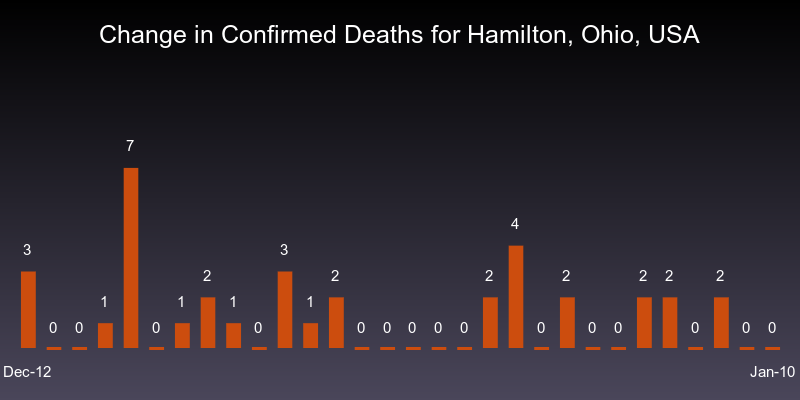 Change in Confirmed Deaths for Hamilton, Ohio, USA
3 0 0 1 7 0 1 2 1 0 3 1 2 0 0 0 0 0 2 4 0 2 0 0 2 2 0 2 0 0
Dec-12 Jan-10